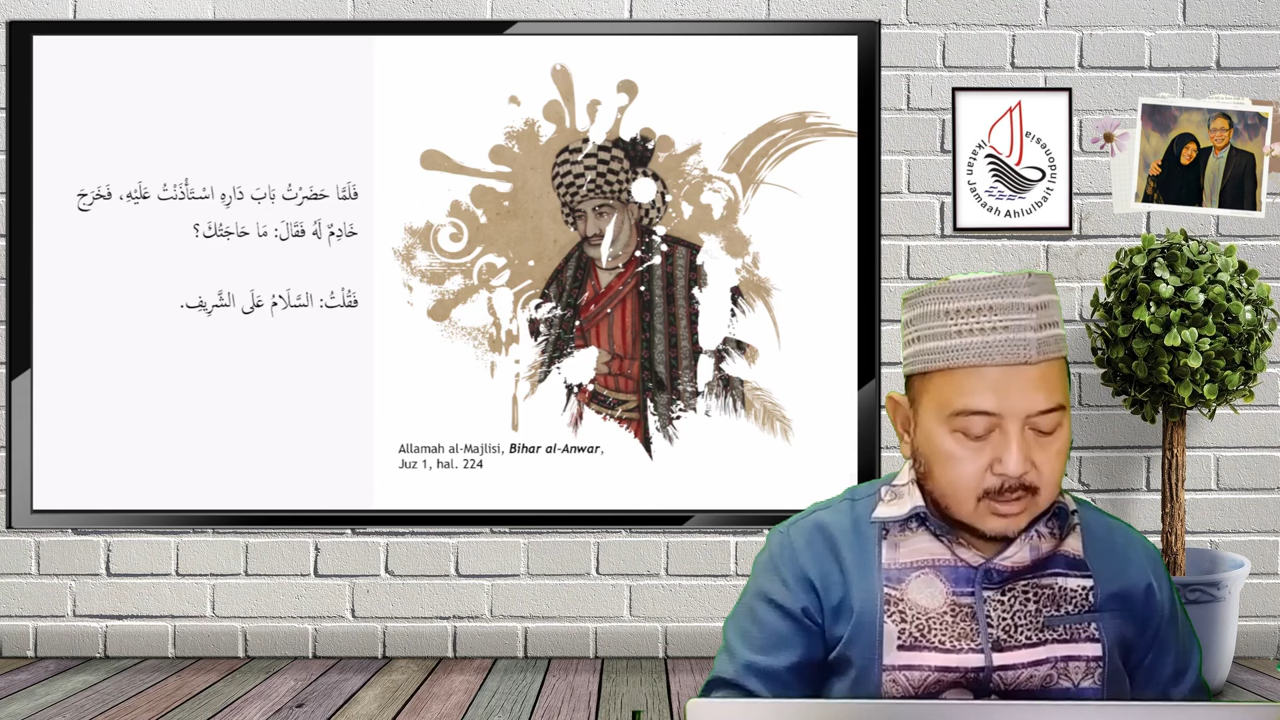 فَلَمَّا حَضَرْتُ بَابَ دَارِهِ اسْتَأْذَنْتُ عَلَيْهِ، فَخَرَجَ
خَادِمٌ لَهُ فَقَالَ: مَا حَاجَتُكَ؟
فَقُلْتُ: السَّلَامُ عَلَى الشَّرِيفِ.
Allamah al-Majlisi, Bihar al-Anwar,
Juz 1, hal. 224
Ikatan Jamaah Ahlulbait Indonesia